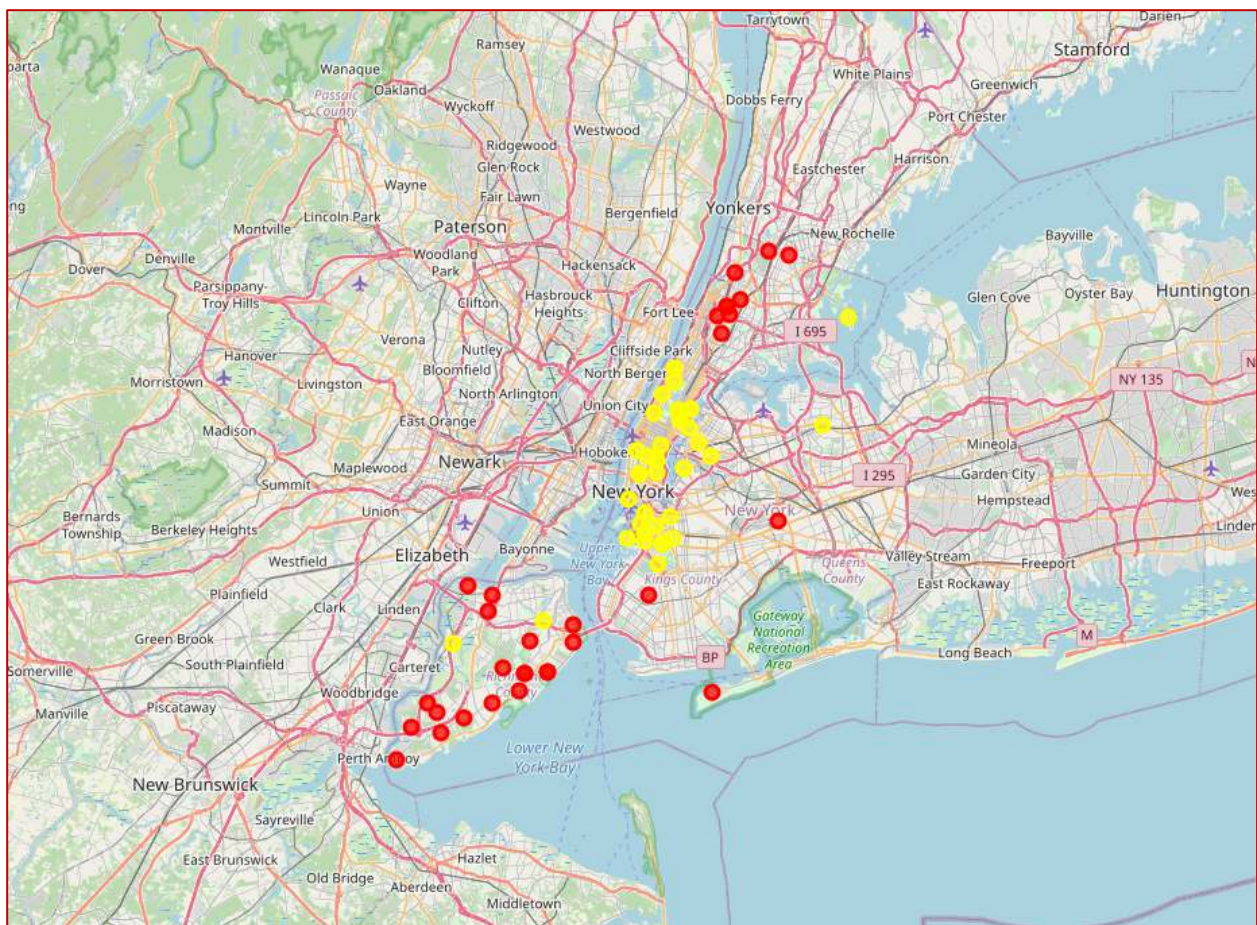 Tarrytown
Darien
Stamford
Ramsey
Wanaque
White Plains
Greenwich
Oakland
Passaic
County
Wyckoff
Dobbs Ferry
Port Chester
Westwood
Ridgewood
Glen Rock
Harrison
Eastchester
Wayne
Fair Lawn
Yonkers
Lincoln Park
Bergenfield
Paterson
New Rochelle
Montville
Bayville
Woodland
Park
Hackensack
Denville
Dover
Parsippany-
Troy Hills
Hasbrouck
Heights
Clifton
Fort Lee
Glen Cove
Oyster Bay
Huntington
I 695
Verona
Nutley
Bloomfield
Cliffside Park
Hanover
North Bergen
NY 135
Morristown
Livingston
North Arlington
Union City
Madison
East Orange
Mineola
Maplewood
Newark
Hoboken
Garden City
Summit
I 295
New York
Hempstead
Union
New York
Bernards
Township
Berkeley Heights
Elizabeth
Bayonne
Upper
New York
Bay
Valley Stream
Freeport
Westfield
Kings County
Queens
County
East Rockaway
Plainfield
Clark
Linden
Gateway
National
Recreation
Area
Green Brook
M
Somerville
South Plainfield
Carteret
BP
Long Beach
Woodbridge
Manville
Piscataway
Lower New
York Bay
Perth Amboy
New Brunswick
Sayreville
East Brunswick
Hazlet
Old Bridge
Aberdeen
Middletown